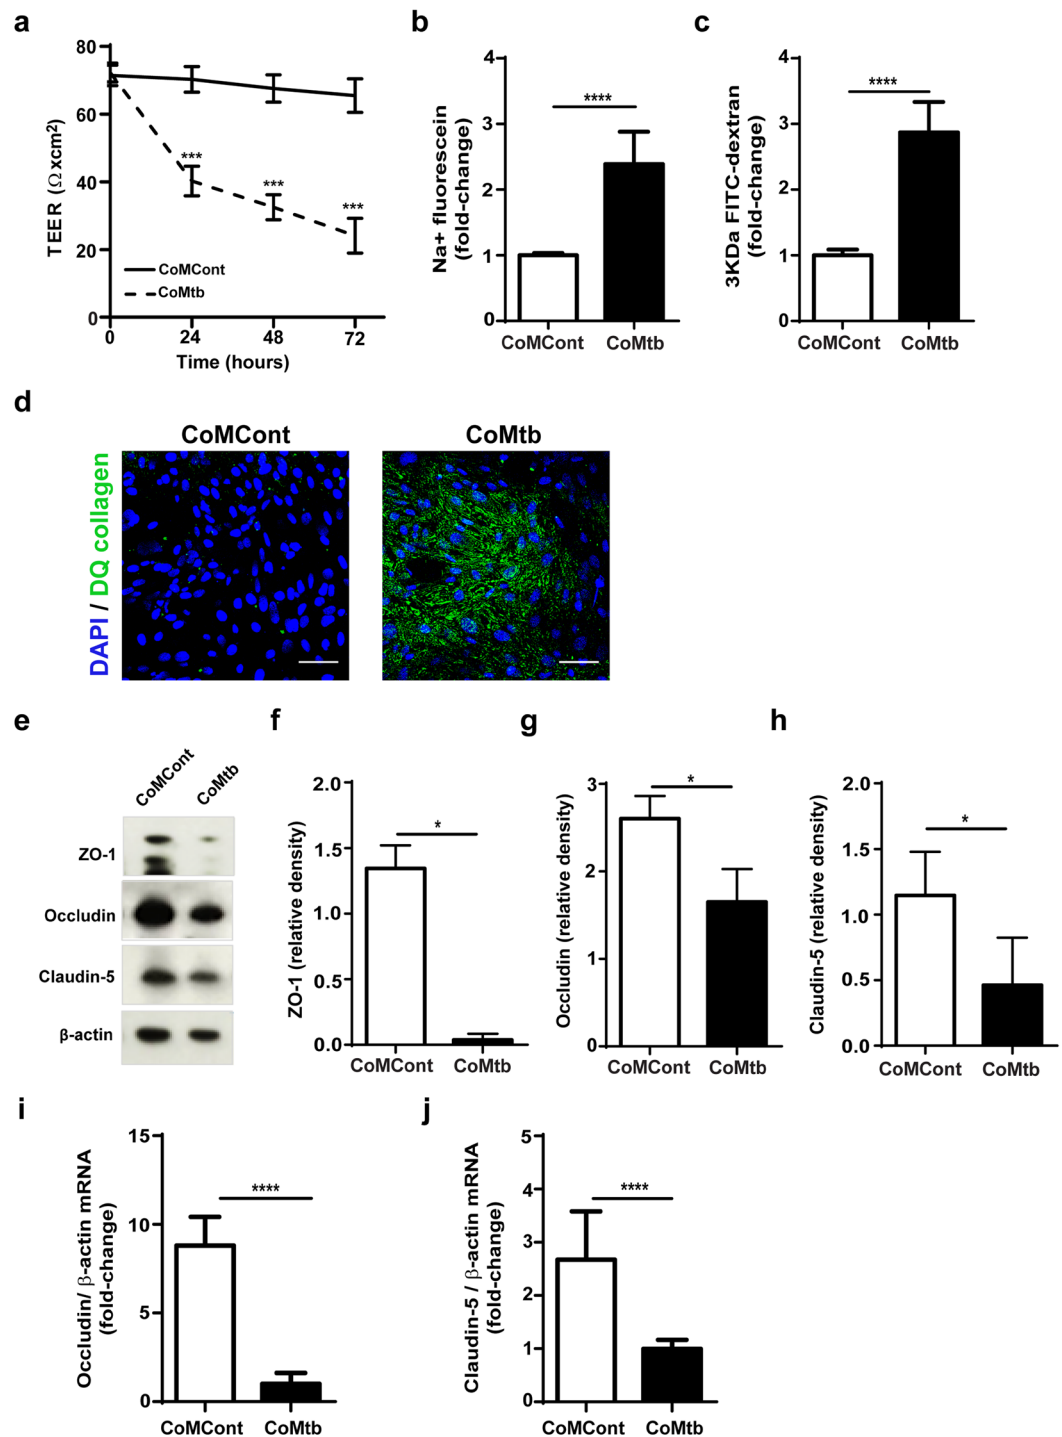 a
80
60
40
20
0
TEER (Ωxcm2)
***
***
***
CoMCont
CoMtb
0 24 48 72
Time (hours)
b
4
3
2
1
0
Na+ fluorescein
(fold-change)
****
CoMCont CoMtb
c
4
3
2
1
0
3KDa FITC-dextran
(fold-change)
****
CoMCont CoMtb
d
CoMCont CoMtb
DAPI / DQ collagen
e
CoMCont CoMtb
ZO-1
Occludin
Claudin-5
β-actin
f
2.0
1.5
1.0
0.5
0.0
ZO-1 (relative density)
*
CoMCont CoMtb
g
3
2
1
0
Occludin (relative density)
*
CoMCont CoMtb
h
2.0
1.5
1.0
0.5
0.0
Claudin-5 (relative density)
*
CoMCont CoMtb
i
15
10
5
0
Occludin/ β-actin mRNA
(fold-change)
****
CoMCont CoMtb
j
5
4
3
2
1
0
Claudin-5 / β-actin mRNA
(fold-change)
****
CoMCont CoMtb